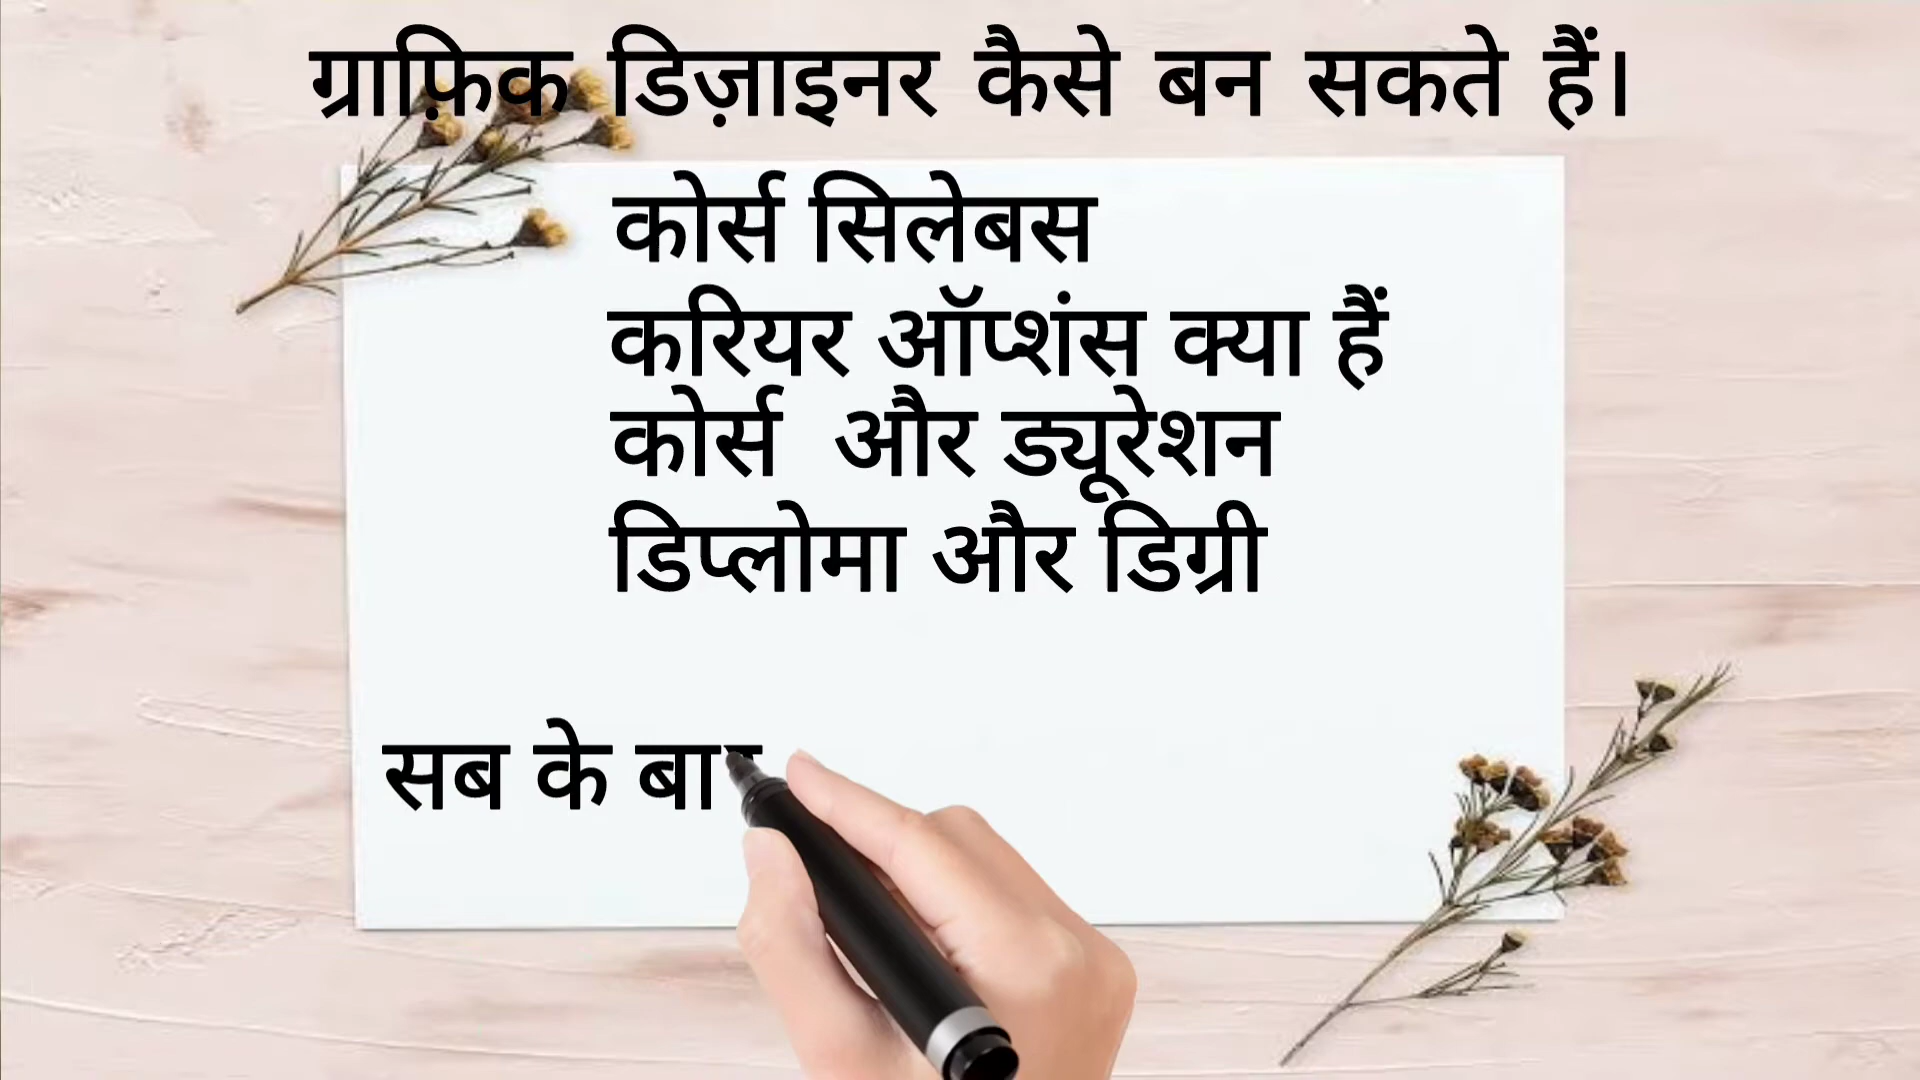 ग्राफ़िक डिज़ाइनर कैसे बन सकते हैं।
कोर्स सिलेबस
करियर ऑप्शंस क्या हैं
कोर्स और ड्यूरेशन
डिप्लोमा और डिग्री
सब के